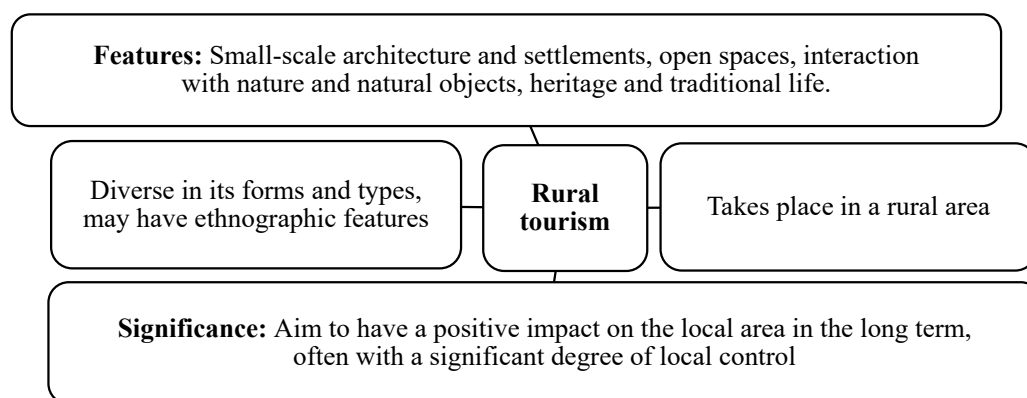 Features: Small-scale architecture and settlements, open spaces, interaction
with nature and natural objects, heritage and traditional life.
Diverse in its forms and types,
may have ethnographic features
Rural
tourism
Takes place in a rural area
Significance: Aim to have a positive impact on the local area in the long term,
often with a significant degree of local control